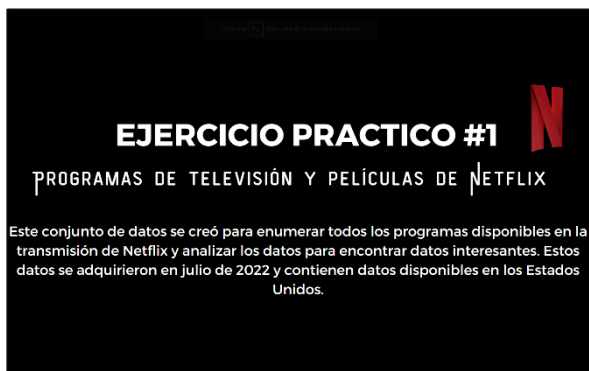 EJERCICIO PRACTICO #1
N
PROGRAMAS DE TELEVISIÓN Y PELÍCULAS DE NETFLIX
Este conjunto de datos se creó para enumerar todos los programas disponibles en la
transmisión de Netflix y analizar los datos para encontrar datos interesantes. Estos
datos se adquirieron en julio de 2022 y contienen datos disponibles en los Estados
Unidos.